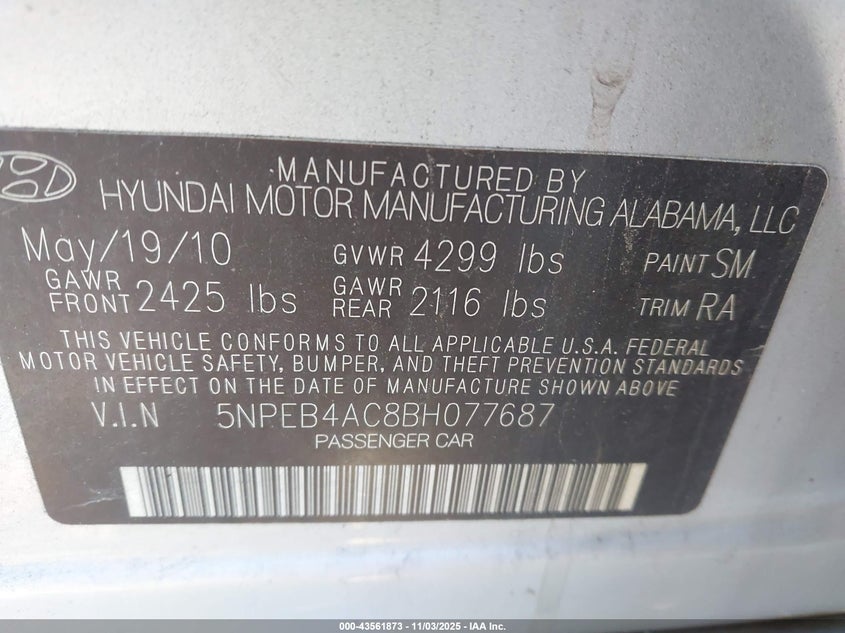 MANUFACTURED BY
HYUNDAI MOTOR MANUFACTURING ALABAMA, LLC
May/19/10 GVWR 4299 lbs PAINT SM
GAWR FRONT 2425 lbs GAWR REAR 2116 lbs TRIM RA
THIS VEHICLE CONFORMS TO ALL APPLICABLE U.S.A. FEDERAL
MOTOR VEHICLE SAFETY, BUMPER, AND THEFT PREVENTION STANDARDS
IN EFFECT ON THE DATE OF MANUFACTURE SHOWN ABOVE
V.I.N 5NPEB4AC8BH077687
PASSENGER CAR
000-43561873 - 11/03/2025 - IAA Inc.